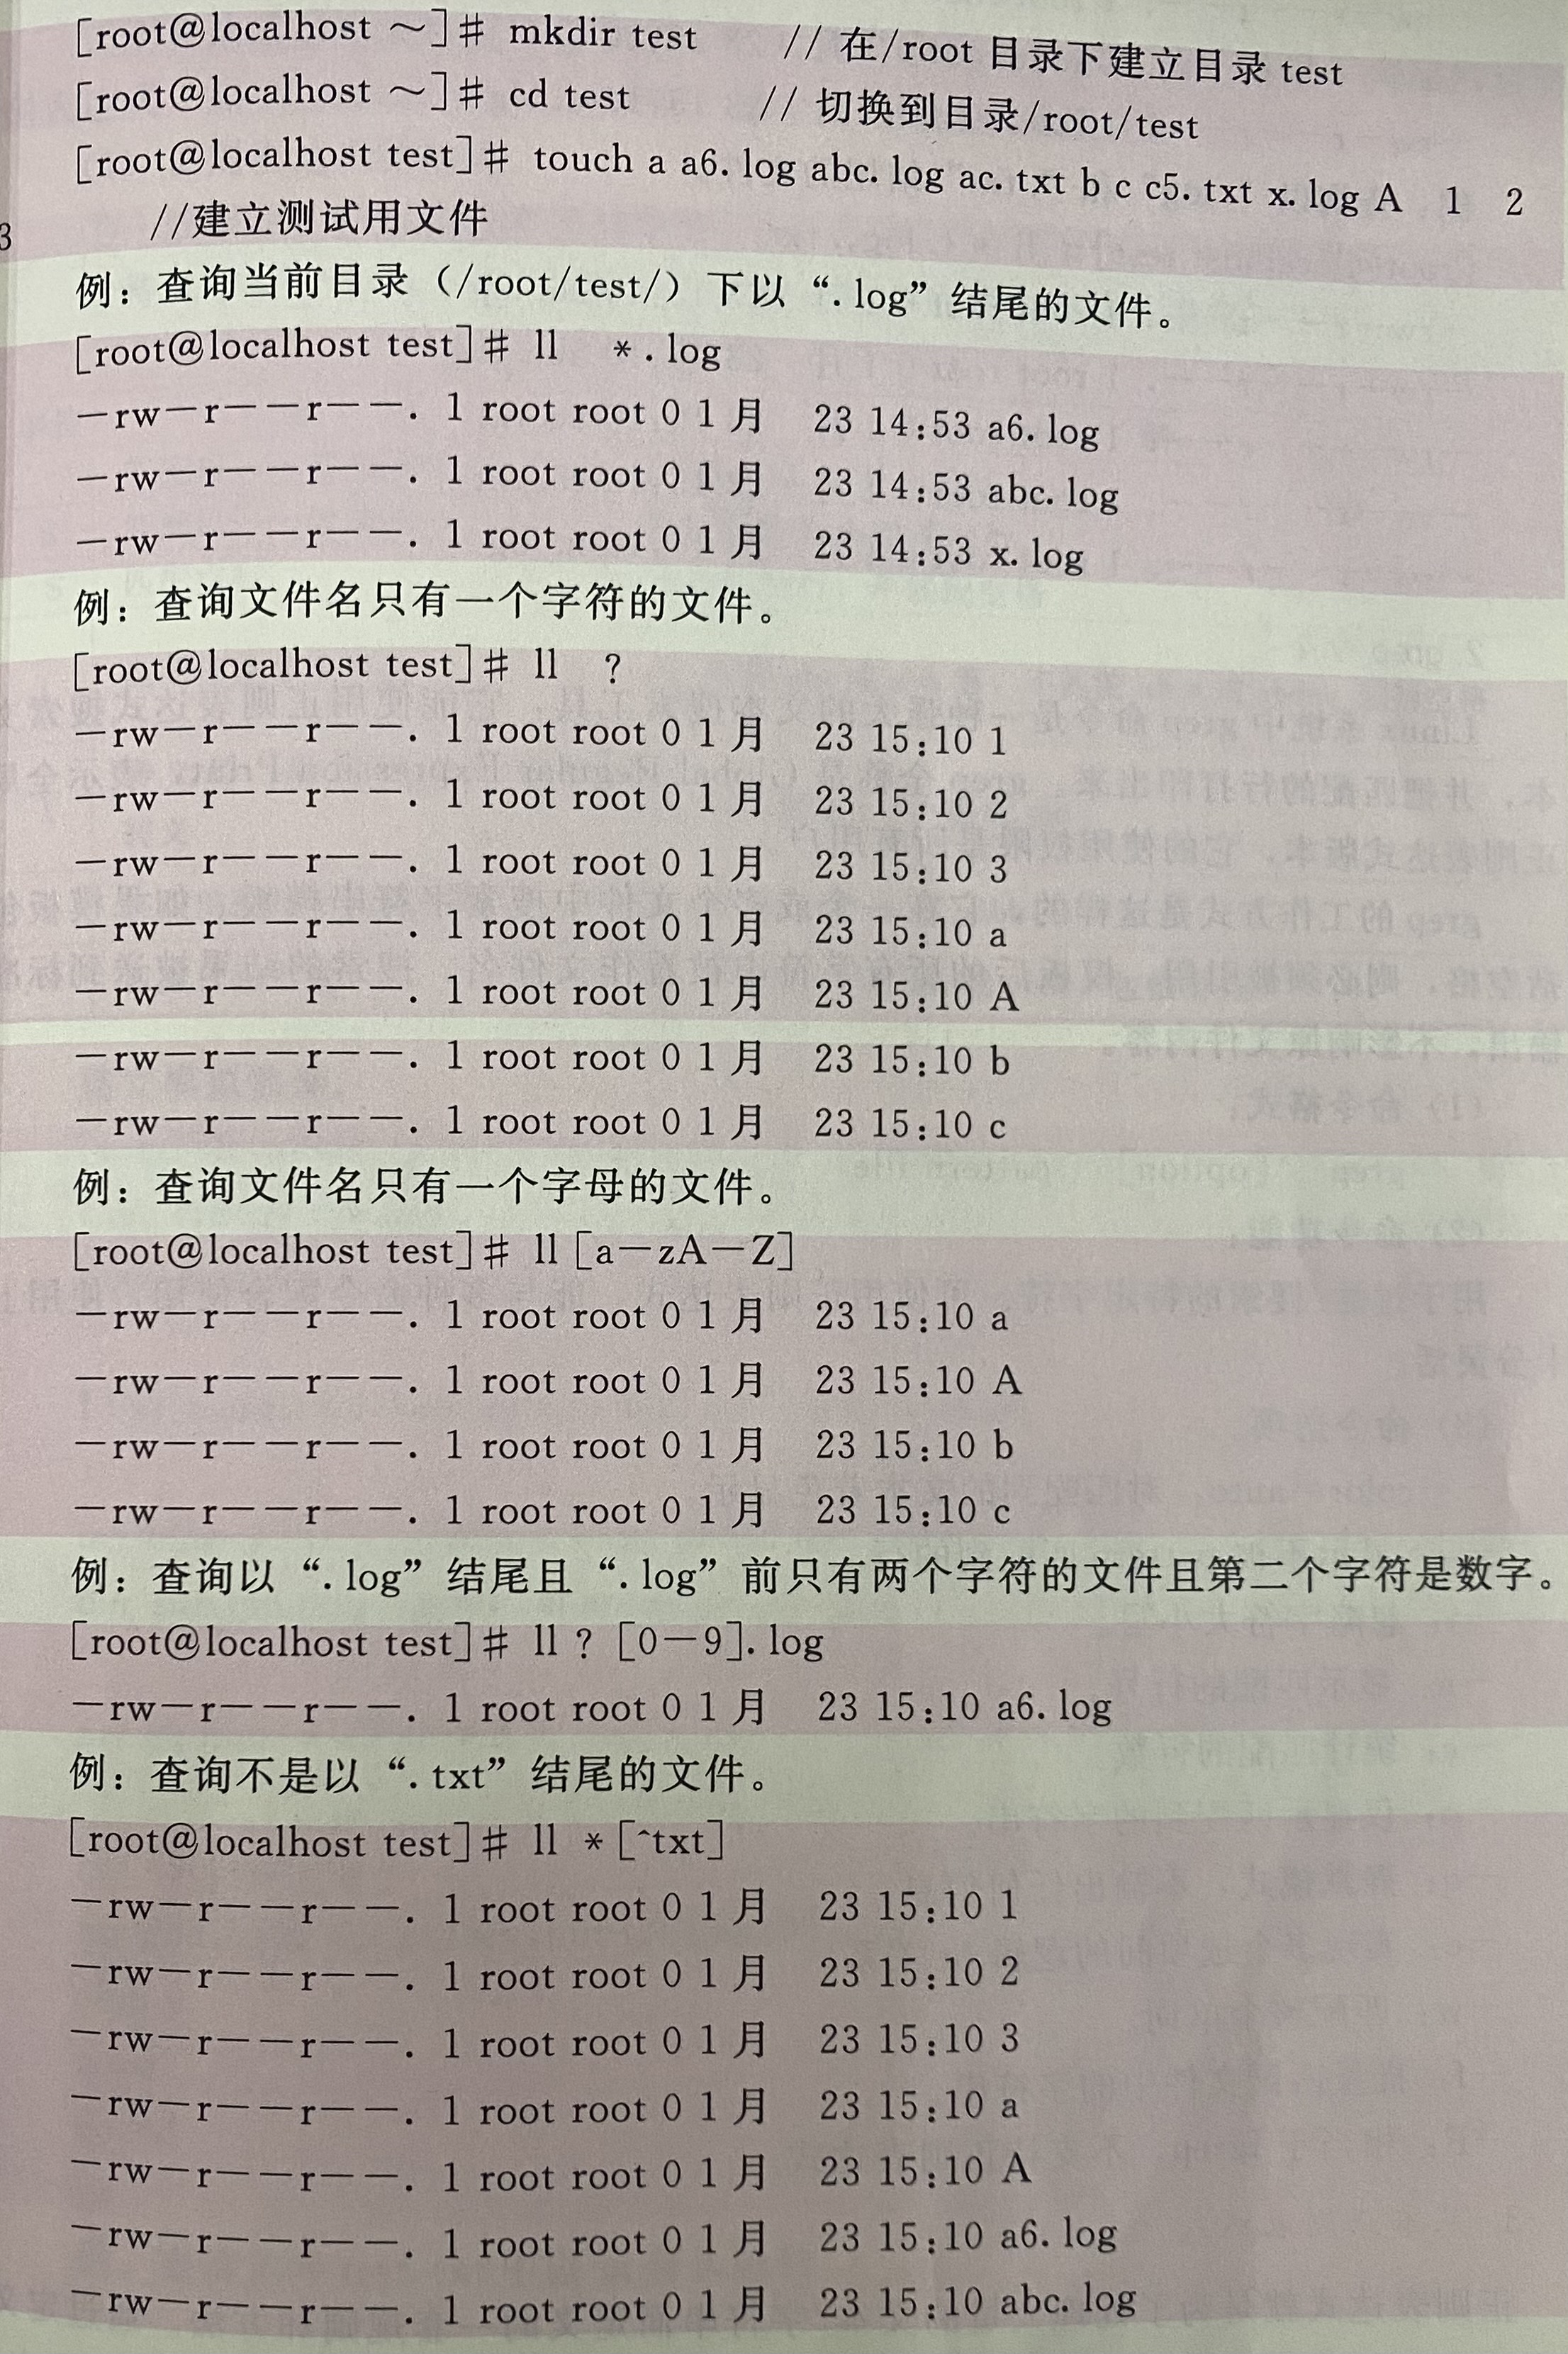 [root@localhost ～]# mkdir test // 在/root 目录下建立目录 test
[root@localhost ～]# cd test // 切换到目录/root/test
[root@localhost test]# touch a a6. log abc. log ac. txt b c c5. txt x. log A 1 2
3 //建立测试用文件
例：查询当前目录（/root/test/）下以“. log”结尾的文件。
[root@localhost test]# ll *. log
－rw－r－－r－－. 1 root root 0 1 月 23 14:53 a6. log
－rw－r－－r－－. 1 root root 0 1 月 23 14:53 abc. log
－rw－r－－r－－. 1 root root 0 1 月 23 14:53 x. log
例：查询文件名只有一个字符的文件。
[root@localhost test]# ll ?
－rw－r－－r－－. 1 root root 0 1 月 23 15:10 1
－rw－r－－r－－. 1 root root 0 1 月 23 15:10 2
－rw－r－－r－－. 1 root root 0 1 月 23 15:10 3
－rw－r－－r－－. 1 root root 0 1 月 23 15:10 a
－rw－r－－r－－. 1 root root 0 1 月 23 15:10 A
－rw－r－－r－－. 1 root root 0 1 月 23 15:10 b
－rw－r－－r－－. 1 root root 0 1 月 23 15:10 c
例：查询文件名只有一个字母的文件。
[root@localhost test]# ll [a－zA－Z]
－rw－r－－r－－. 1 root root 0 1 月 23 15:10 a
－rw－r－－r－－. 1 root root 0 1 月 23 15:10 A
－rw－r－－r－－. 1 root root 0 1 月 23 15:10 b
－rw－r－－r－－. 1 root root 0 1 月 23 15:10 c
例：查询以“. log”结尾且“. log”前只有两个字符的文件且第二个字符是数字。
[root@localhost test]# ll ? [0－9]. log
－rw－r－－r－－. 1 root root 0 1 月 23 15:10 a6. log
例：查询不是以“. txt”结尾的文件。
[root@localhost test]# ll *[^txt]
－rw－r－－r－－. 1 root root 0 1 月 23 15:10 1
－rw－r－－r－－. 1 root root 0 1 月 23 15:10 2
－rw－r－－r－－. 1 root root 0 1 月 23 15:10 3
－rw－r－－r－－. 1 root root 0 1 月 23 15:10 a
－rw－r－－r－－. 1 root root 0 1 月 23 15:10 A
－rw－r－－r－－. 1 root root 0 1 月 23 15:10 a6. log
－rw－r－－r－－. 1 root root 0 1 月 23 15:10 abc. log